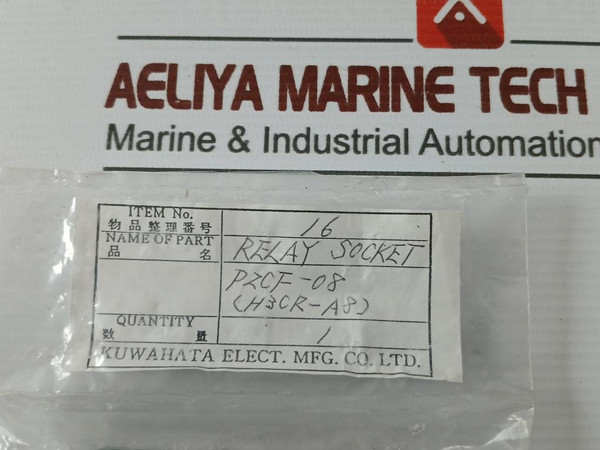 AELIYA MARINE TECH
Marine & Industrial Automation
ITEM No.
物品整理番号
16
NAME OF PART
品名
RELAY SOCKET
PZCF-08
(H3CR-A8)
QUANTITY
数量
1
KUWAHATA ELECT. MFG. CO. LTD.